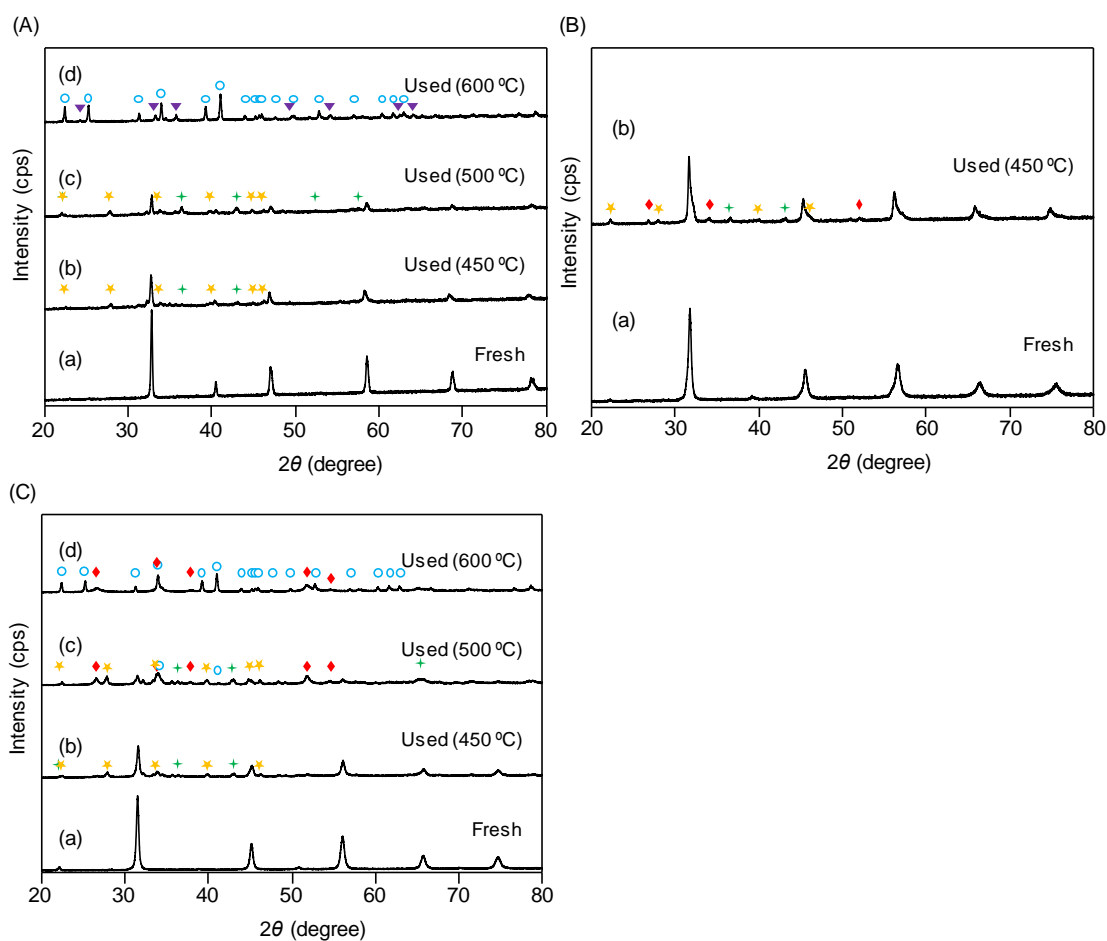 (A)
(d)
Used (600 ºC)
(c)
Used (500 ºC)
(b)
Used (450 ºC)
(a)
Fresh
Intensity (cps)
20 30 40 50 60 70 80
2θ (degree)
(B)
(b)
Used (450 ºC)
(a)
Fresh
Intensity (cps)
20 30 40 50 60 70 80
2θ (degree)
(C)
(d)
Used (600 ºC)
(c)
Used (500 ºC)
(b)
Used (450 ºC)
(a)
Fresh
Intensity (cps)
20 30 40 50 60 70 80
2θ (degree)